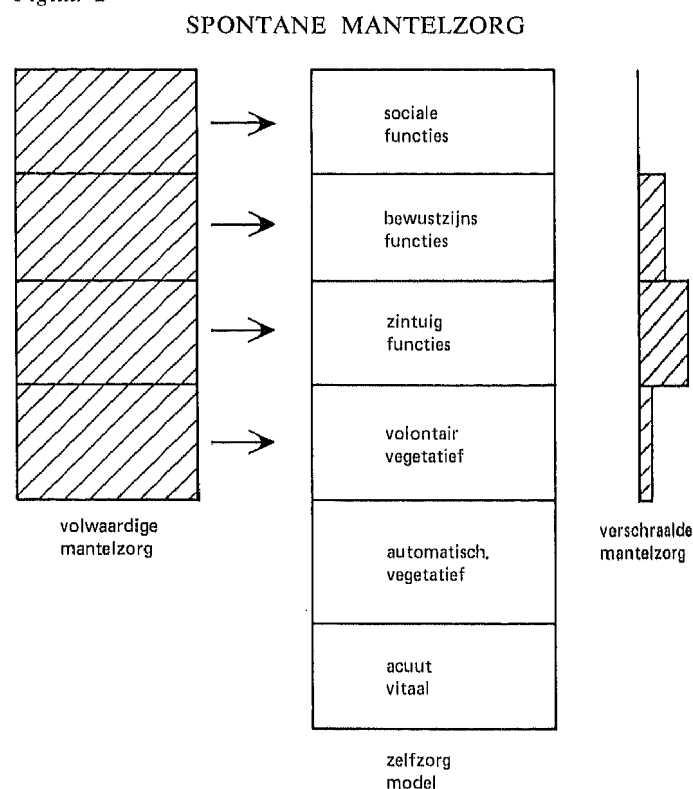 SPONTANE MANTELZORG
sociale
functies
bewustzijns
functies
zintuig
functies
volontair
vegetatief
volwaardige
mantelzorg
verschraalde
mantelzorg
automatisch.
vegetatief
acuut
vitaal
zelfzorg
model